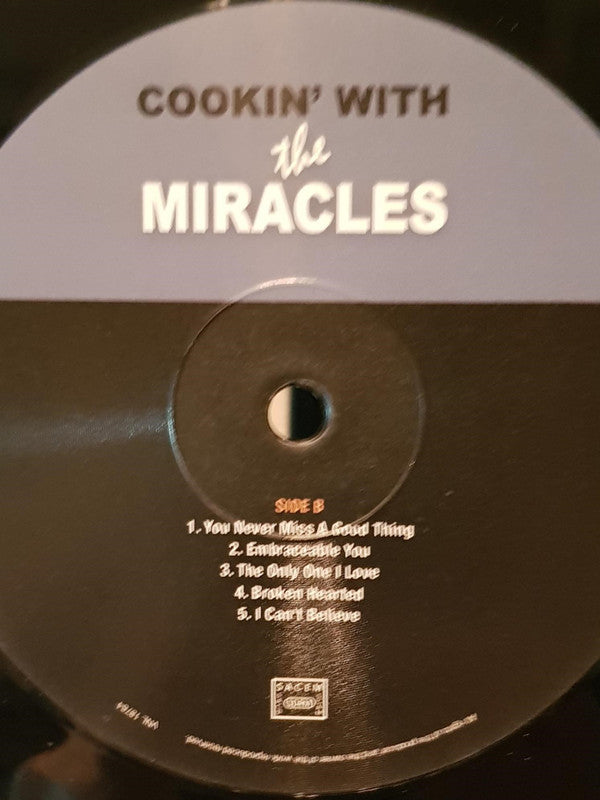 COOKIN' WITH
the
MIRACLES
SIDE B
1. You Never Miss A Good Thing
2. Embraceable You
3. The Only One I Love
4. Broken Hearted
5. I Can't Believe
SACEM